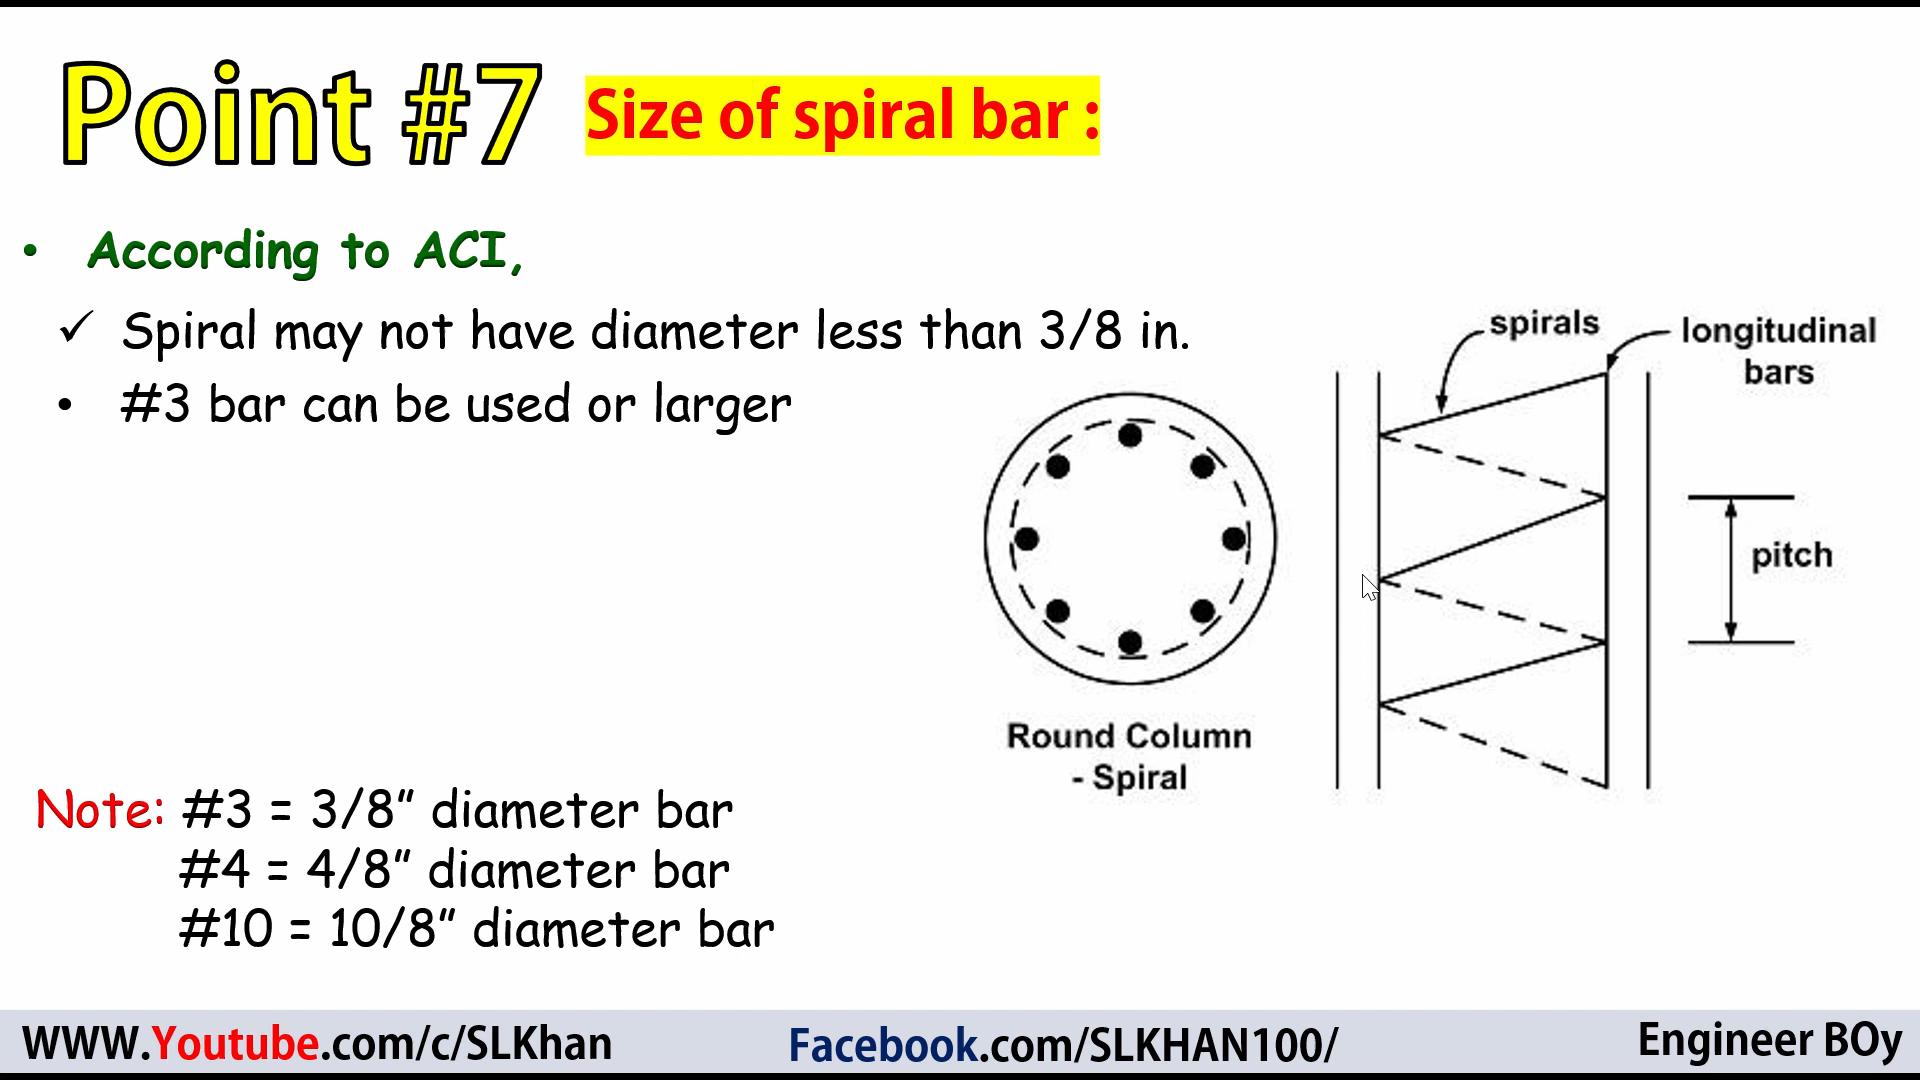 Point #7 Size of spiral bar :
• According to ACI,
✓ Spiral may not have diameter less than 3/8 in.
• #3 bar can be used or larger
spirals
longitudinal
bars
pitch
Round Column
- Spiral
Note: #3 = 3/8” diameter bar
#4 = 4/8” diameter bar
#10 = 10/8” diameter bar
WWW.Youtube.com/c/SLKhan Facebook.com/SLKHAN100/ Engineer BOy